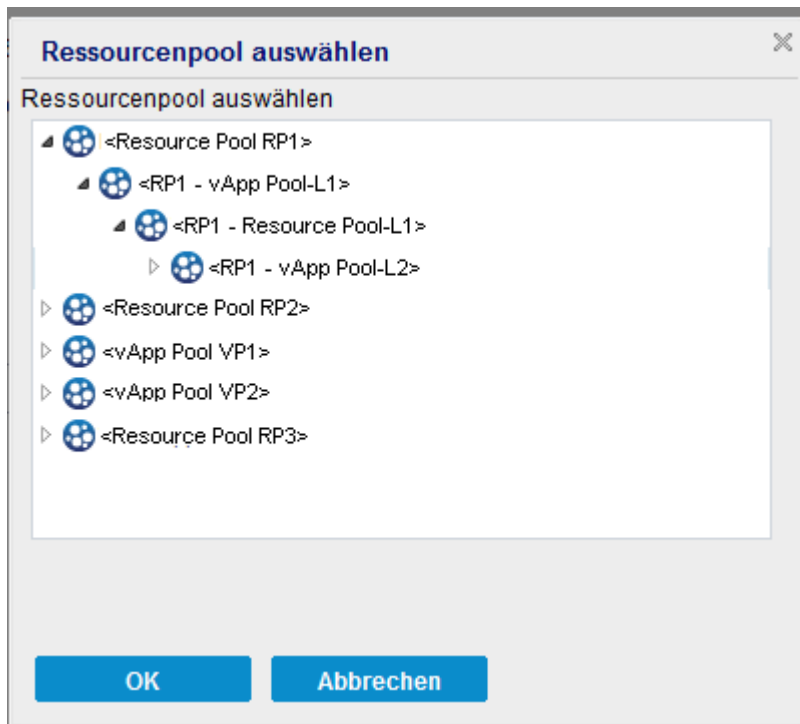 Ressourcenpool auswählen
Ressourcenpool auswählen
<Resource Pool RP1>
<RP1 - vApp Pool-L1>
<RP1 - Resource Pool-L1>
<RP1 - vApp Pool-L2>
<Resource Pool RP2>
<vApp Pool VP1>
<vApp Pool VP2>
<Resource Pool RP3>
OK Abbrechen